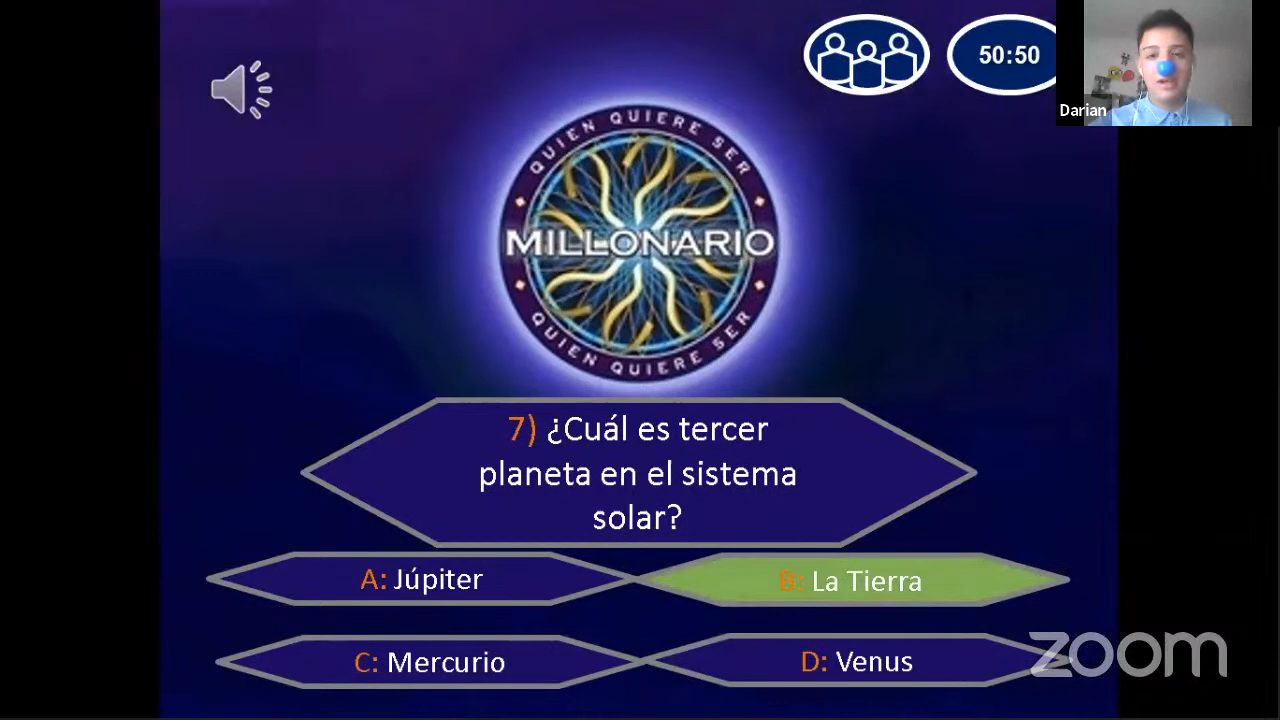 50:50
Darian
QUIEN QUIERE SER
MILLONARIO
QUIEN QUIERE SER
7) ¿Cuál es tercer
planeta en el sistema
solar?
A: Júpiter
B: La Tierra
C: Mercurio
D: Venus
zoom